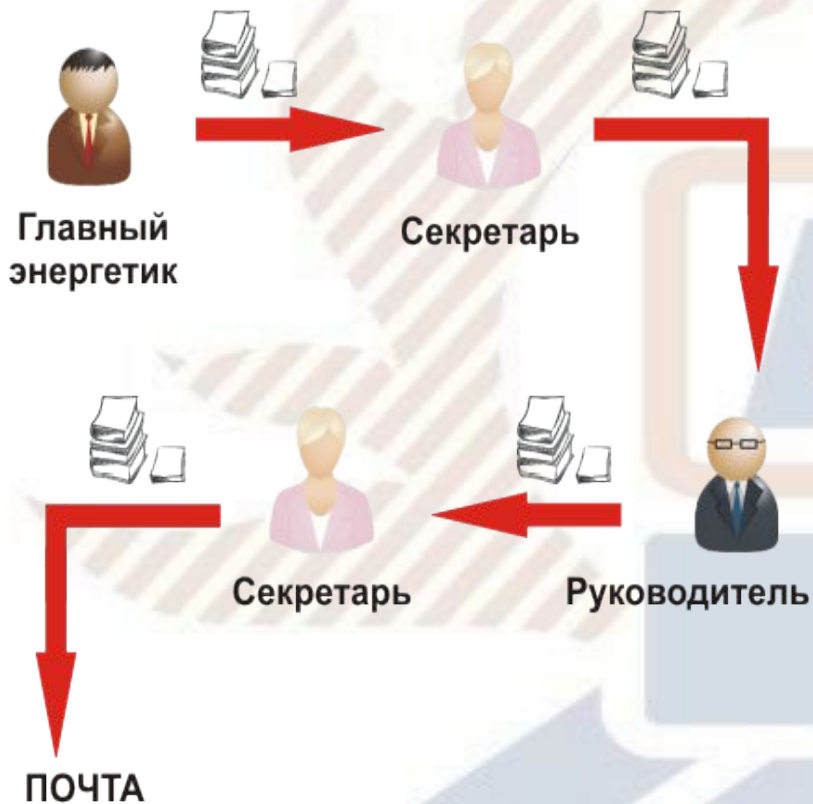 Главный
энергетик
Секретарь
Секретарь
Руководитель
ПОЧТА